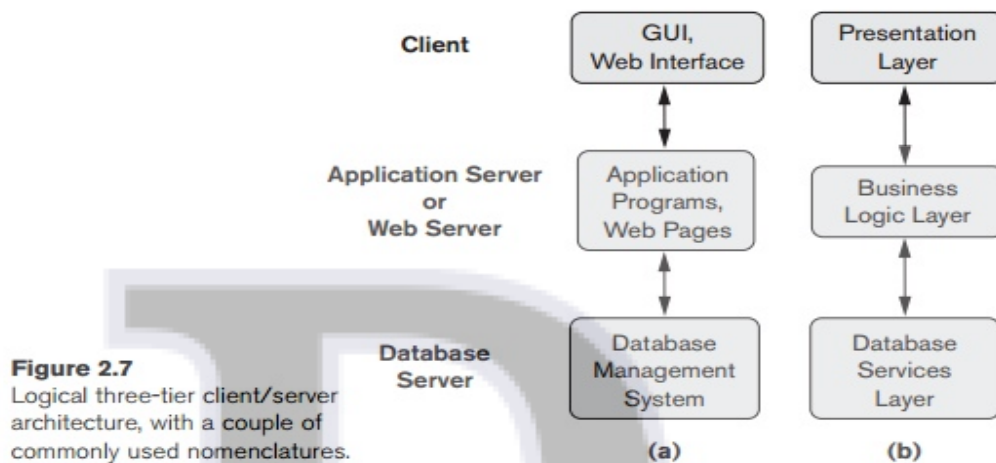 Client
GUI,
Web Interface
Presentation
Layer
Application Server
or
Web Server
Application
Programs,
Web Pages
Business
Logic Layer
Database
Server
Database
Management
System
Database
Services
Layer
Figure 2.7
Logical three-tier client/server
architecture, with a couple of
commonly used nomenclatures.
(a)
(b)